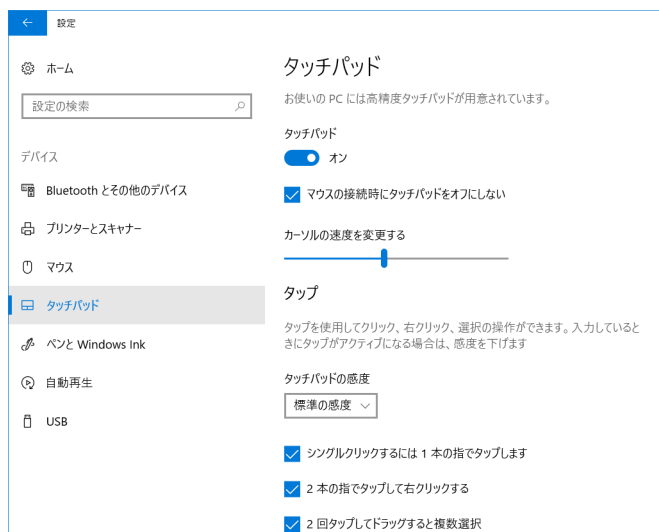 設定
ホーム
設定の検索
デバイス
Bluetooth とその他のデバイス
プリンターとスキャナー
マウス
タッチパッド
ペンと Windows Ink
自動再生
USB
タッチパッド
お使いの PC には高精度タッチパッドが用意されています。
タッチパッド
オン
マウスの接続時にタッチパッドをオフにしない
カーソルの速度を変更する
タップ
タップを使用してクリック、右クリック、選択の操作ができます。入力していると
きにタップがアクティブになる場合は、感度を下げます
タッチパッドの感度
標準の感度
シングルクリックするには 1 本の指でタップします
2 本の指でタップして右クリックする
2 回タップしてドラッグすると複数選択